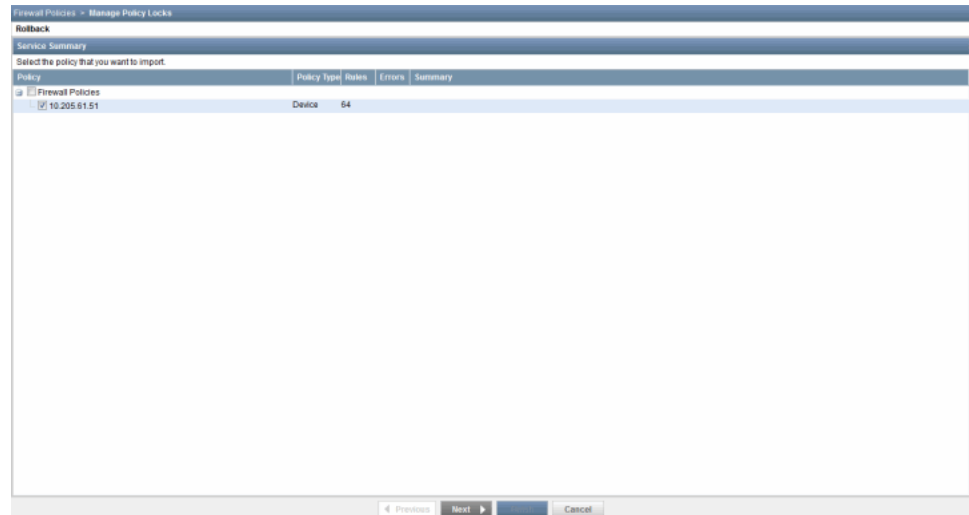 Firewall Policies > Manage Policy Locks
Rollback
Service Summary
Select the policy that you want to import.
Policy Policy Type Rules Errors Summary
Firewall Policies
10.205.61.51 Device 64
Previous Next Cancel